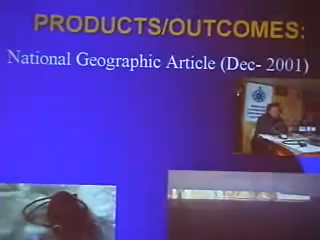 PRODUCTS/OUTCOMES:
National Geographic Article (Dec- 2001)